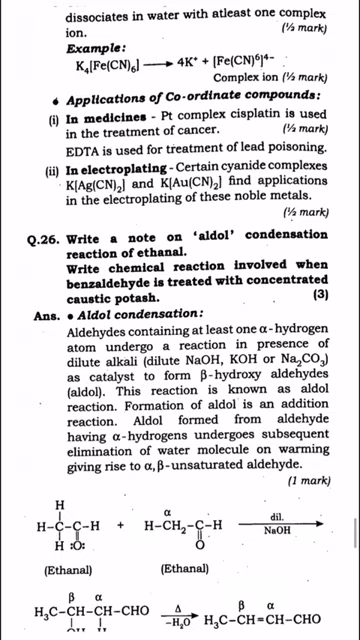 dissociates in water with atleast one complex
ion. (½ mark)
Example:
K₄[Fe(CN)₆] ⟶ 4K⁺ + [Fe(CN)⁶]⁴⁻
Complex ion (½ mark)
♦ Applications of Co-ordinate compounds:
(i) In medicines - Pt complex cisplatin is used
in the treatment of cancer. (½ mark)
EDTA is used for treatment of lead poisoning.
(ii) In electroplating - Certain cyanide complexes
K[Ag(CN)₂] and K[Au(CN)₂] find applications
in the electroplating of these noble metals.
(½ mark)
Q.26. Write a note on ‘aldol’ condensation
reaction of ethanal.
Write chemical reaction involved when
benzaldehyde is treated with concentrated
caustic potash. (3)
Ans. • Aldol condensation:
Aldehydes containing at least one α-hydrogen
atom undergo a reaction in presence of
dilute alkali (dilute NaOH, KOH or Na₂CO₃)
as catalyst to form β-hydroxy aldehydes
(aldol). This reaction is known as aldol
reaction. Formation of aldol is an addition
reaction. Aldol formed from aldehyde
having α-hydrogens undergoes subsequent
elimination of water molecule on warming
giving rise to α,β-unsaturated aldehyde.
(1 mark)
H α
H-C-C-H + H-CH₂-C-H dil. NaOH ⟶
H :O: O
(Ethanal) (Ethanal)
β α β α
H₃C-CH-CH-CHO Δ -H₂O ⟶ H₃C-CH=CH-CHO